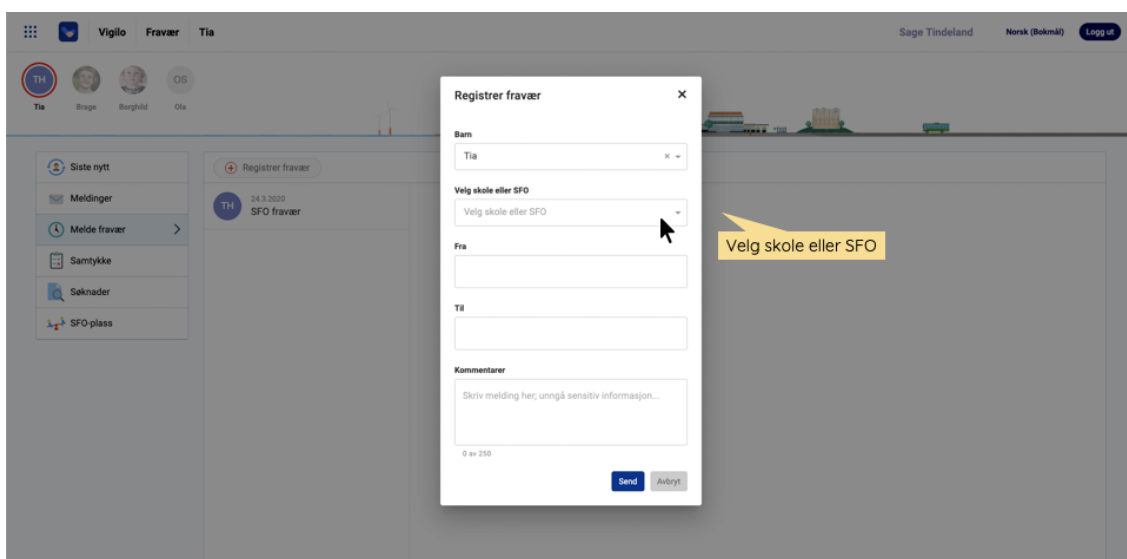 Vigilo Fravær Tia Sage Tindeland Norsk (Bokmål) Logg ut
TH OS
Tia Brage Borghild Ola
Siste nytt
Meldinger
Melde fravær
Samtykke
Søknader
SFO-plass
Registrer fravær
TH
24.3.2020
SFO fravær
Registrer fravær
Barn
Tia
Velg skole eller SFO
Velg skole eller SFO
Velg skole eller SFO
Fra
Til
Kommentarer
Skriv melding her; unngå sensitiv informasjon...
0 av 250
Send Avbryt